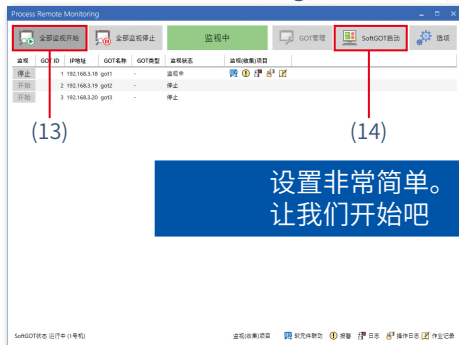 Process Remote Monitoring
全部监视开始 全部监视停止 监视中 GOT管理 SoftGOT启动 选项
监视 GOT ID IP地址 GOT名称 GOT类型 监视状态 监视(收集)项目
停止 1 192.168.3.18 got1 - 监视中
开始 2 192.168.3.19 got2 - 停止
开始 3 192.168.3.20 got3 - 停止
(13) (14)
设置非常简单。
让我们开始吧
SoftGOT状态 运行中 (1号机) 监视(收集)项目 软元件联动 报警 日志 操作日志 作业记录